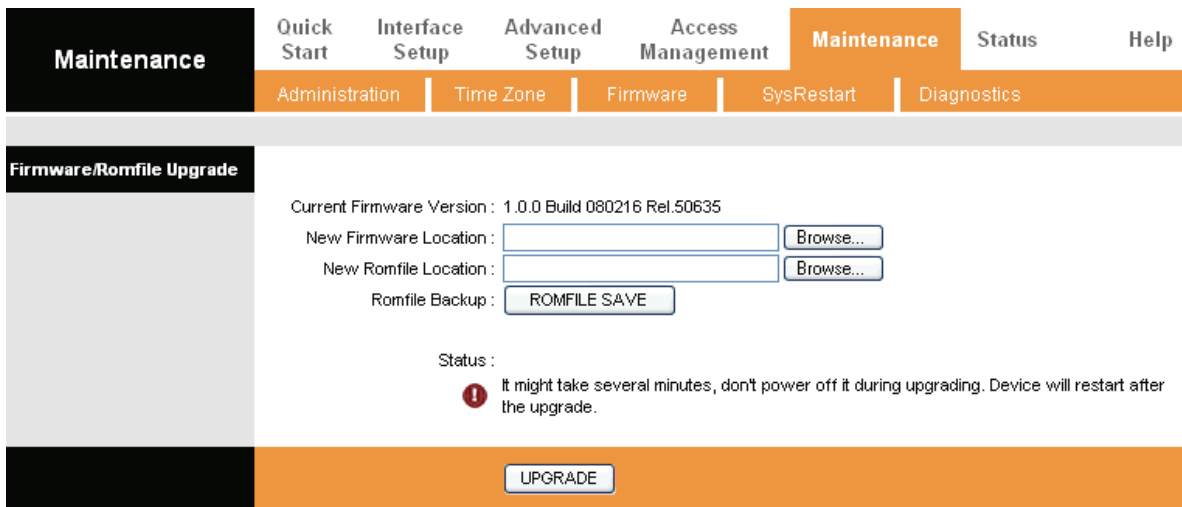 Maintenance
Quick Start
Interface Setup
Advanced Setup
Access Management
Maintenance
Status
Help
Administration
Time Zone
Firmware
SysRestart
Diagnostics
Firmware/Romfile Upgrade
Current Firmware Version : 1.0.0 Build 080216 Rel.50635
New Firmware Location : Browse...
New Romfile Location : Browse...
Romfile Backup : ROMFILE SAVE
Status :
It might take several minutes, don't power off it during upgrading. Device will restart after
the upgrade.
UPGRADE